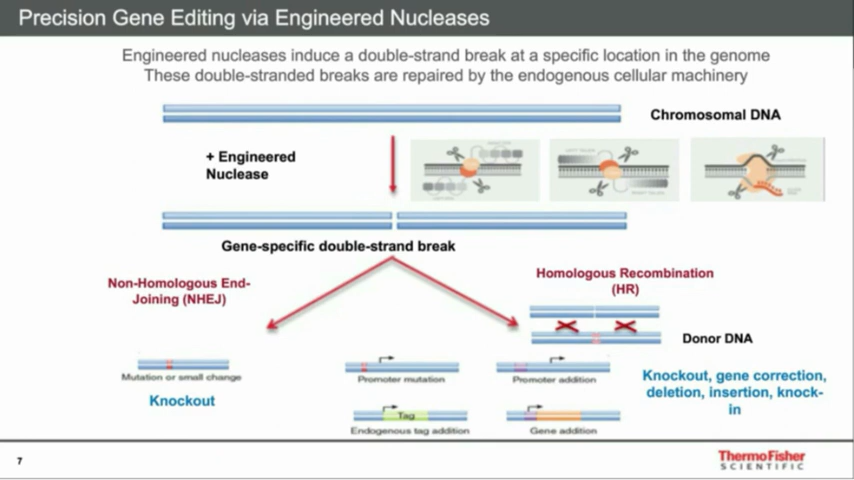 Precision Gene Editing via Engineered Nucleases
Engineered nucleases induce a double-strand break at a specific location in the genome
These double-stranded breaks are repaired by the endogenous cellular machinery
Chromosomal DNA
+ Engineered
Nuclease
Gene-specific double-strand break
Non-Homologous End-
Joining (NHEJ)
Homologous Recombination
(HR)
Donor DNA
Mutation or small change
Knockout
Promoter mutation
Promoter addition
Knockout, gene correction,
deletion, insertion, knock-
in
Tag
Endogenous tag addition
Gene addition
7
ThermoFisher
SCIENTIFIC